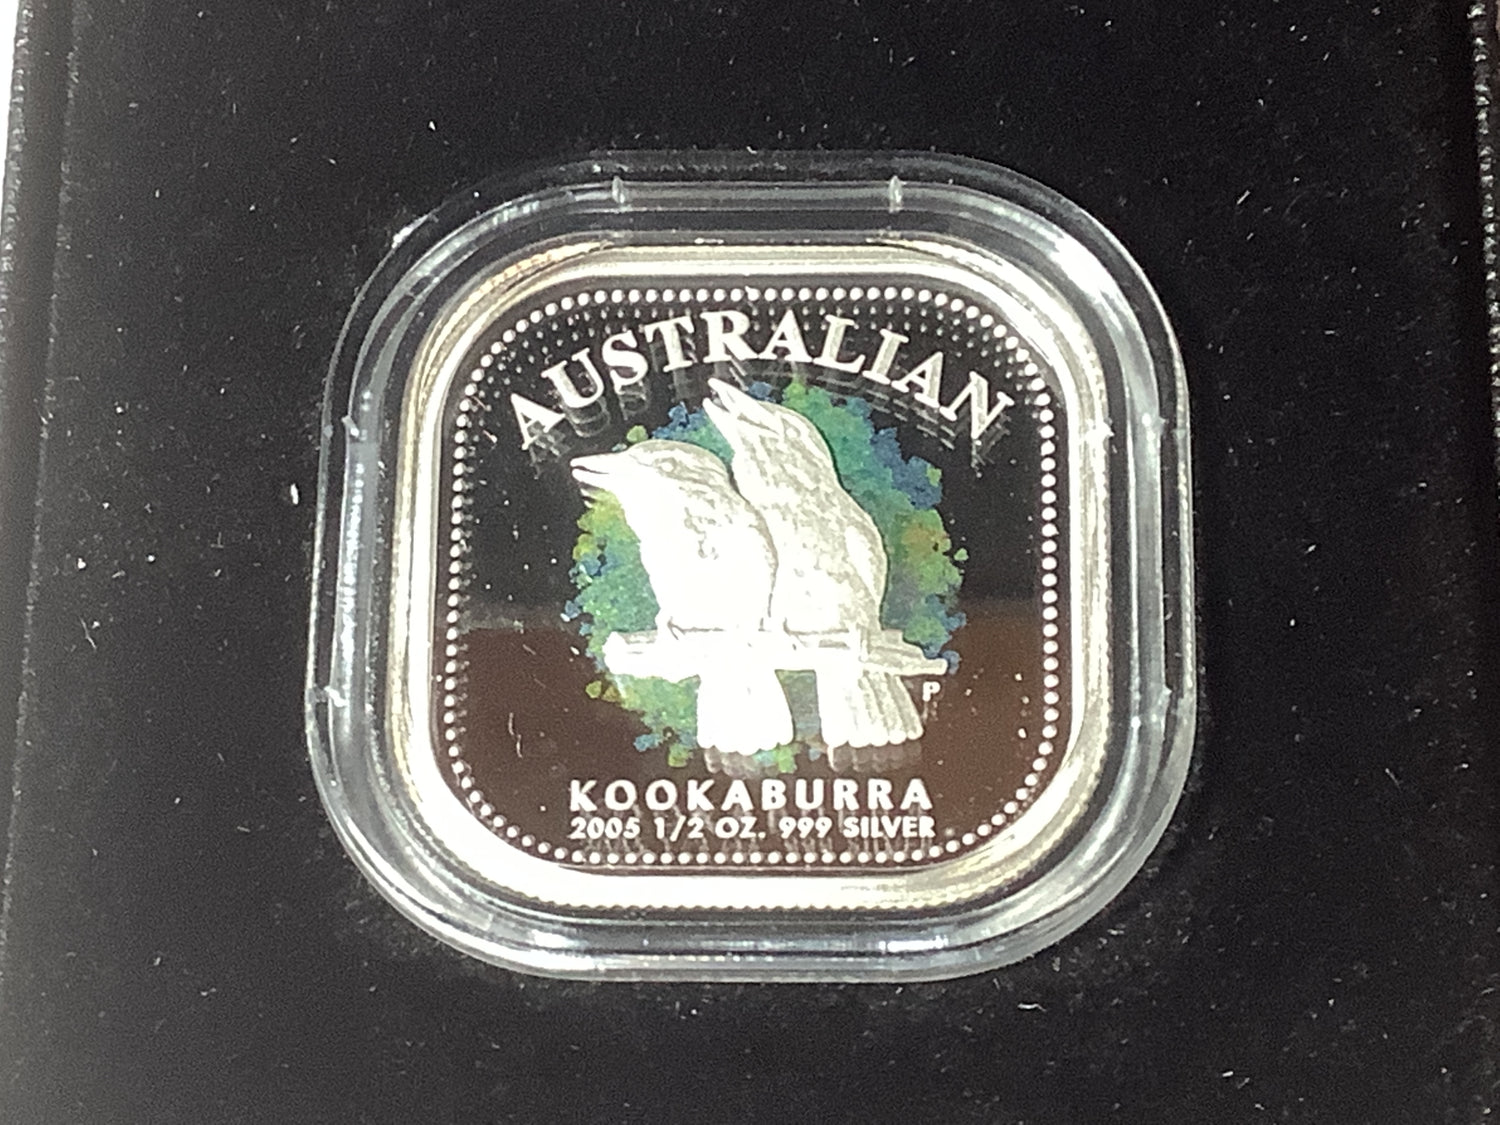 AUSTRALIAN
P
KOOKABURRA
2005 1/2 OZ. 999 SILVER